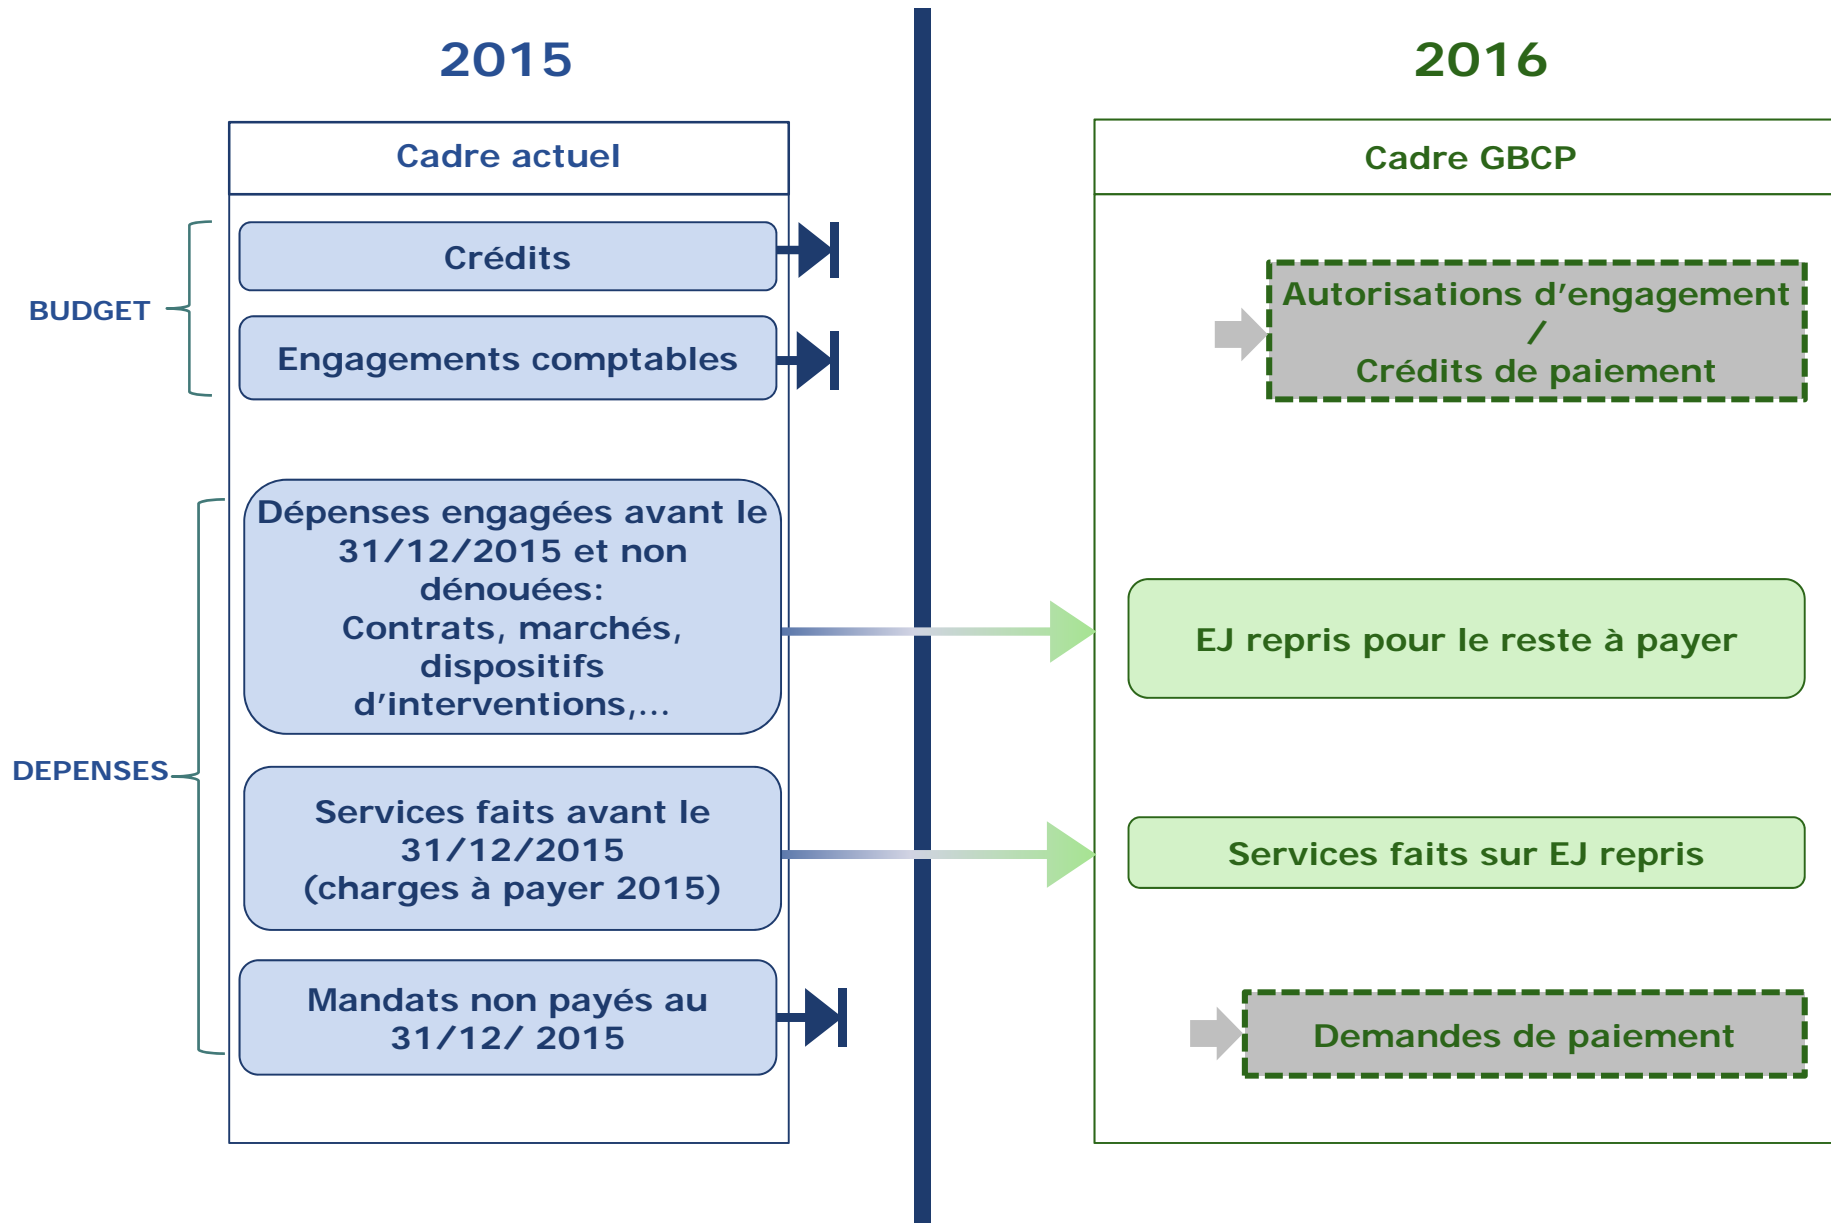 2015
Cadre actuel
BUDGET
Crédits
Engagements comptables
DEPENSES
Dépenses engagées avant le
31/12/2015 et non
dénouées:
Contrats, marchés,
dispositifs
d’interventions,…
Services faits avant le
31/12/2015
(charges à payer 2015)
Mandats non payés au
31/12/ 2015
2016
Cadre GBCP
Autorisations d’engagement
/
Crédits de paiement
EJ repris pour le reste à payer
Services faits sur EJ repris
Demandes de paiement